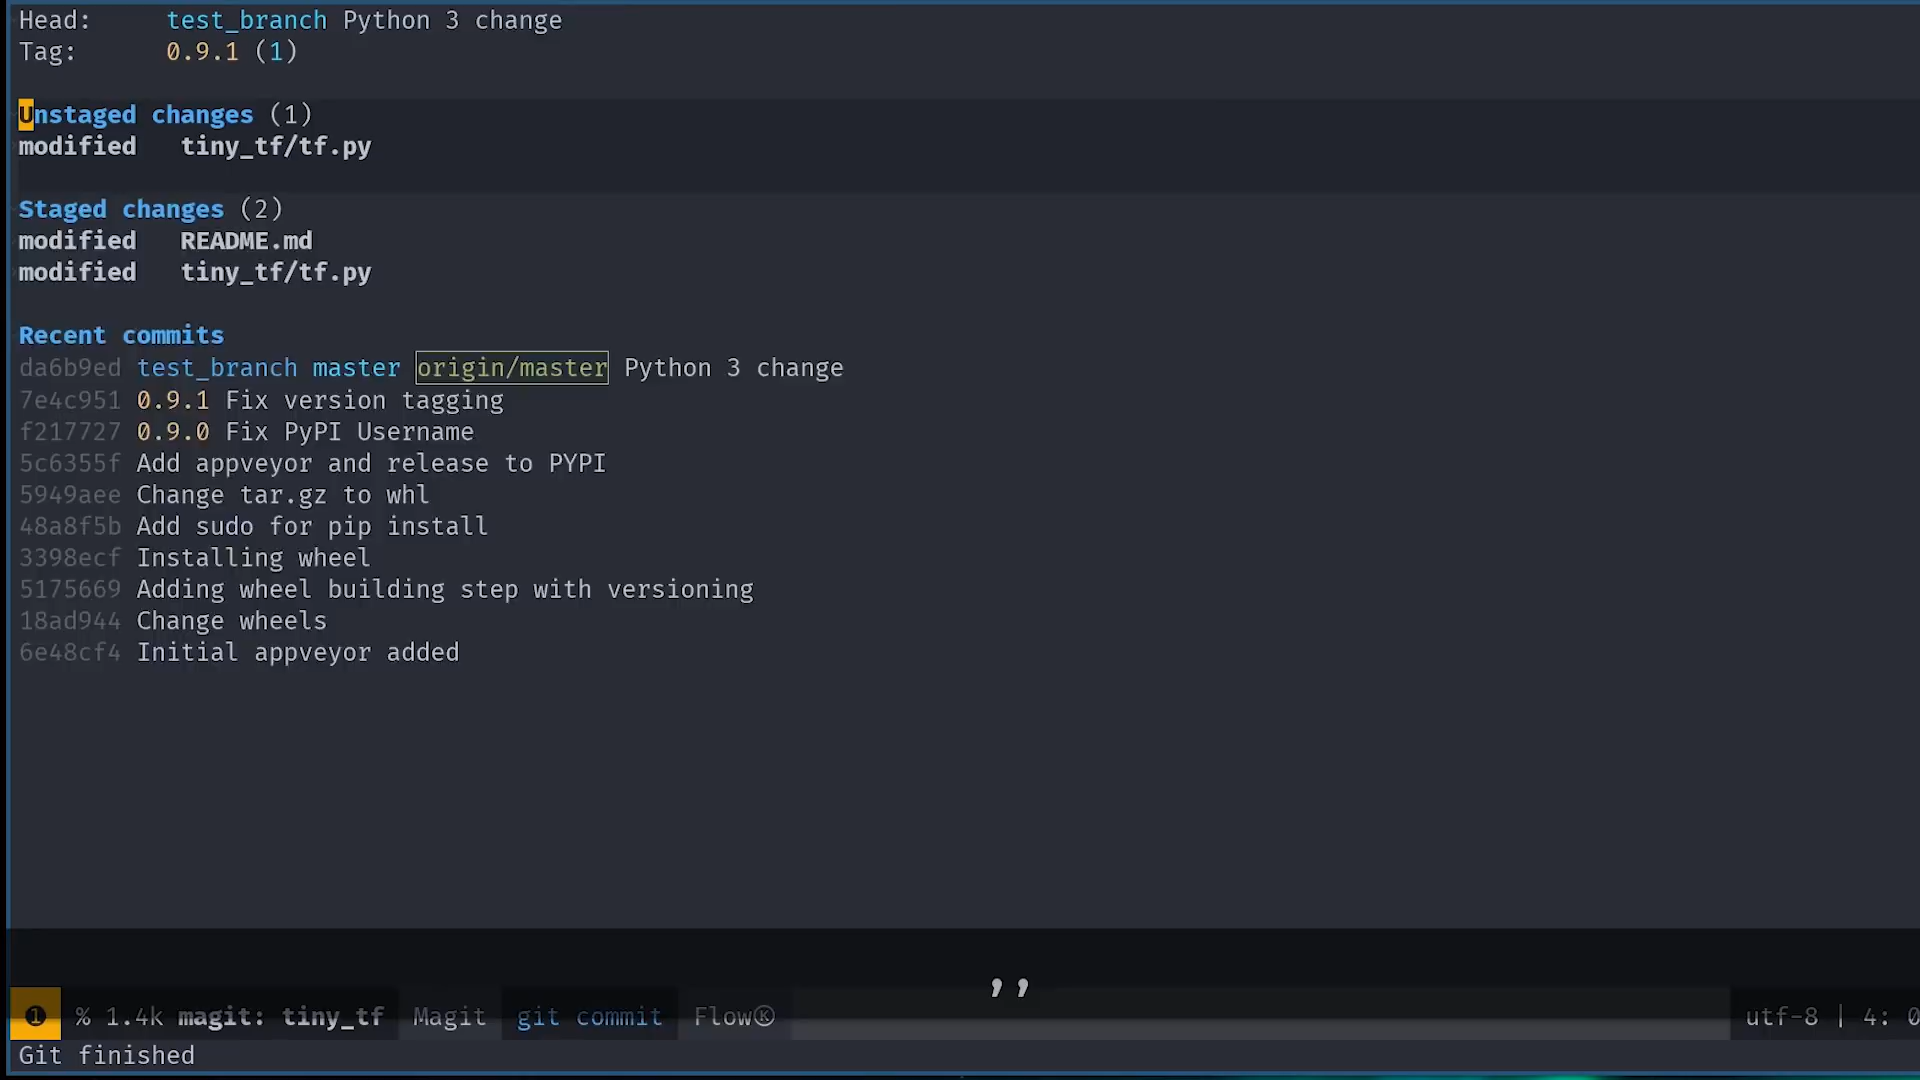 Head: test_branch Python 3 change
Tag: 0.9.1 (1)
Unstaged changes (1)
modified tiny_tf/tf.py
Staged changes (2)
modified README.md
modified tiny_tf/tf.py
Recent commits
da6b9ed test_branch master origin/master Python 3 change
7e4c951 0.9.1 Fix version tagging
f217727 0.9.0 Fix PyPI Username
5c6355f Add appveyor and release to PYPI
5949aee Change tar.gz to whl
48a8f5b Add sudo for pip install
3398ecf Installing wheel
5175669 Adding wheel building step with versioning
18ad944 Change wheels
6e48cf4 Initial appveyor added
,,
❶ % 1.4k magit: tiny_tf Magit git commit FlowⓀ utf-8 | 4: 0
Git finished